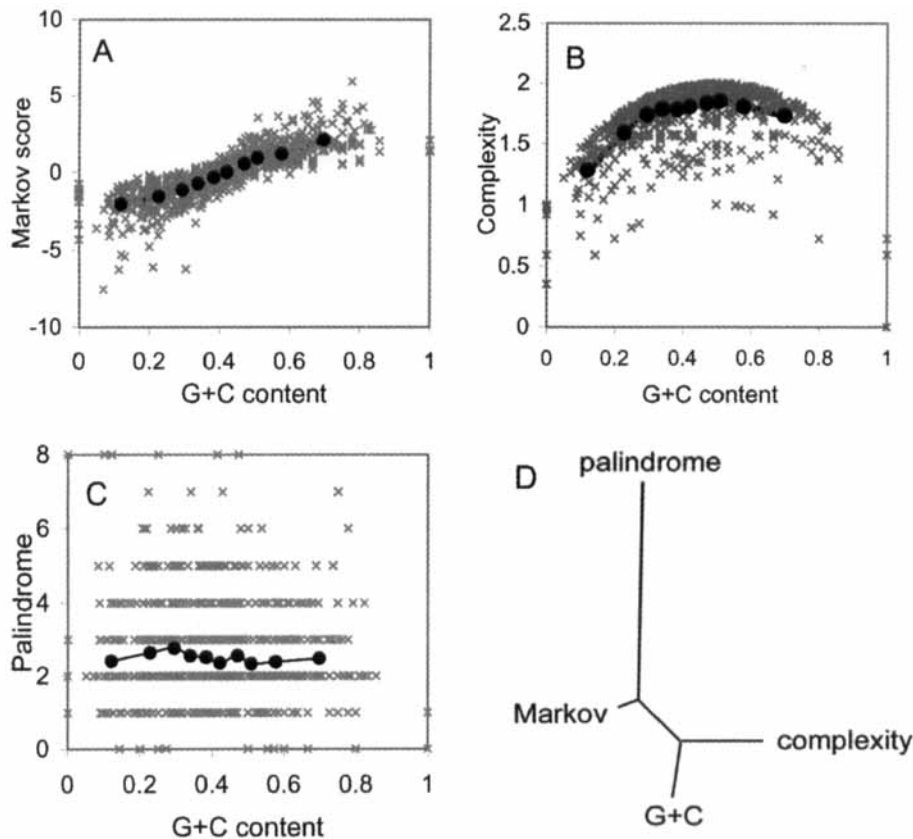 A
10
5
0
-5
-10
Markov score
0 0.2 0.4 0.6 0.8 1
G+C content
B
2.5
2
1.5
1
0.5
0
Complexity
0 0.2 0.4 0.6 0.8 1
G+C content
C
8
6
4
2
0
Palindrome
0 0.2 0.4 0.6 0.8 1
G+C content
D
palindrome
Markov
complexity
G+C